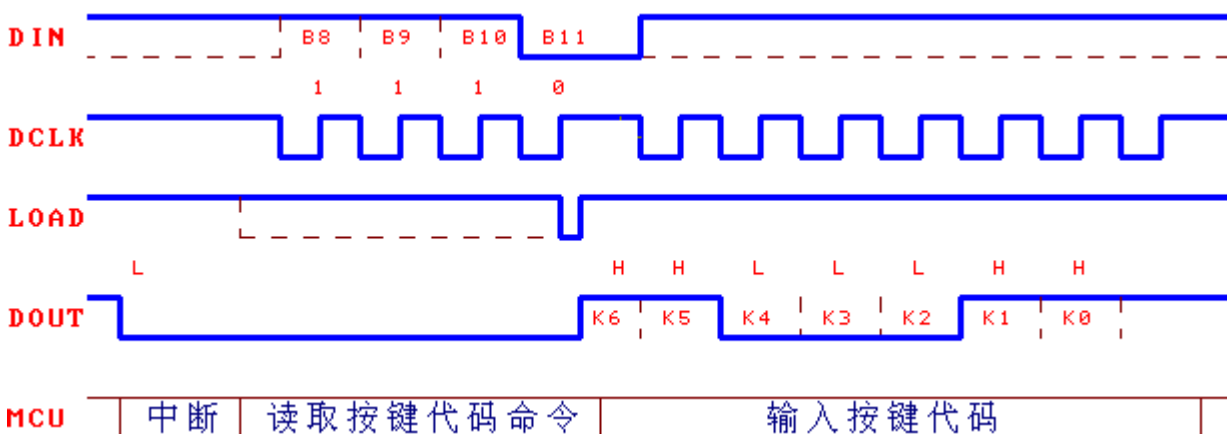 DIN B8 B9 B10 B11
1 1 1 0
DCLK
LOAD
L H H L L L H H
DOUT K6 K5 K4 K3 K2 K1 K0
MCU 中断 读取按键代码命令 输入按键代码